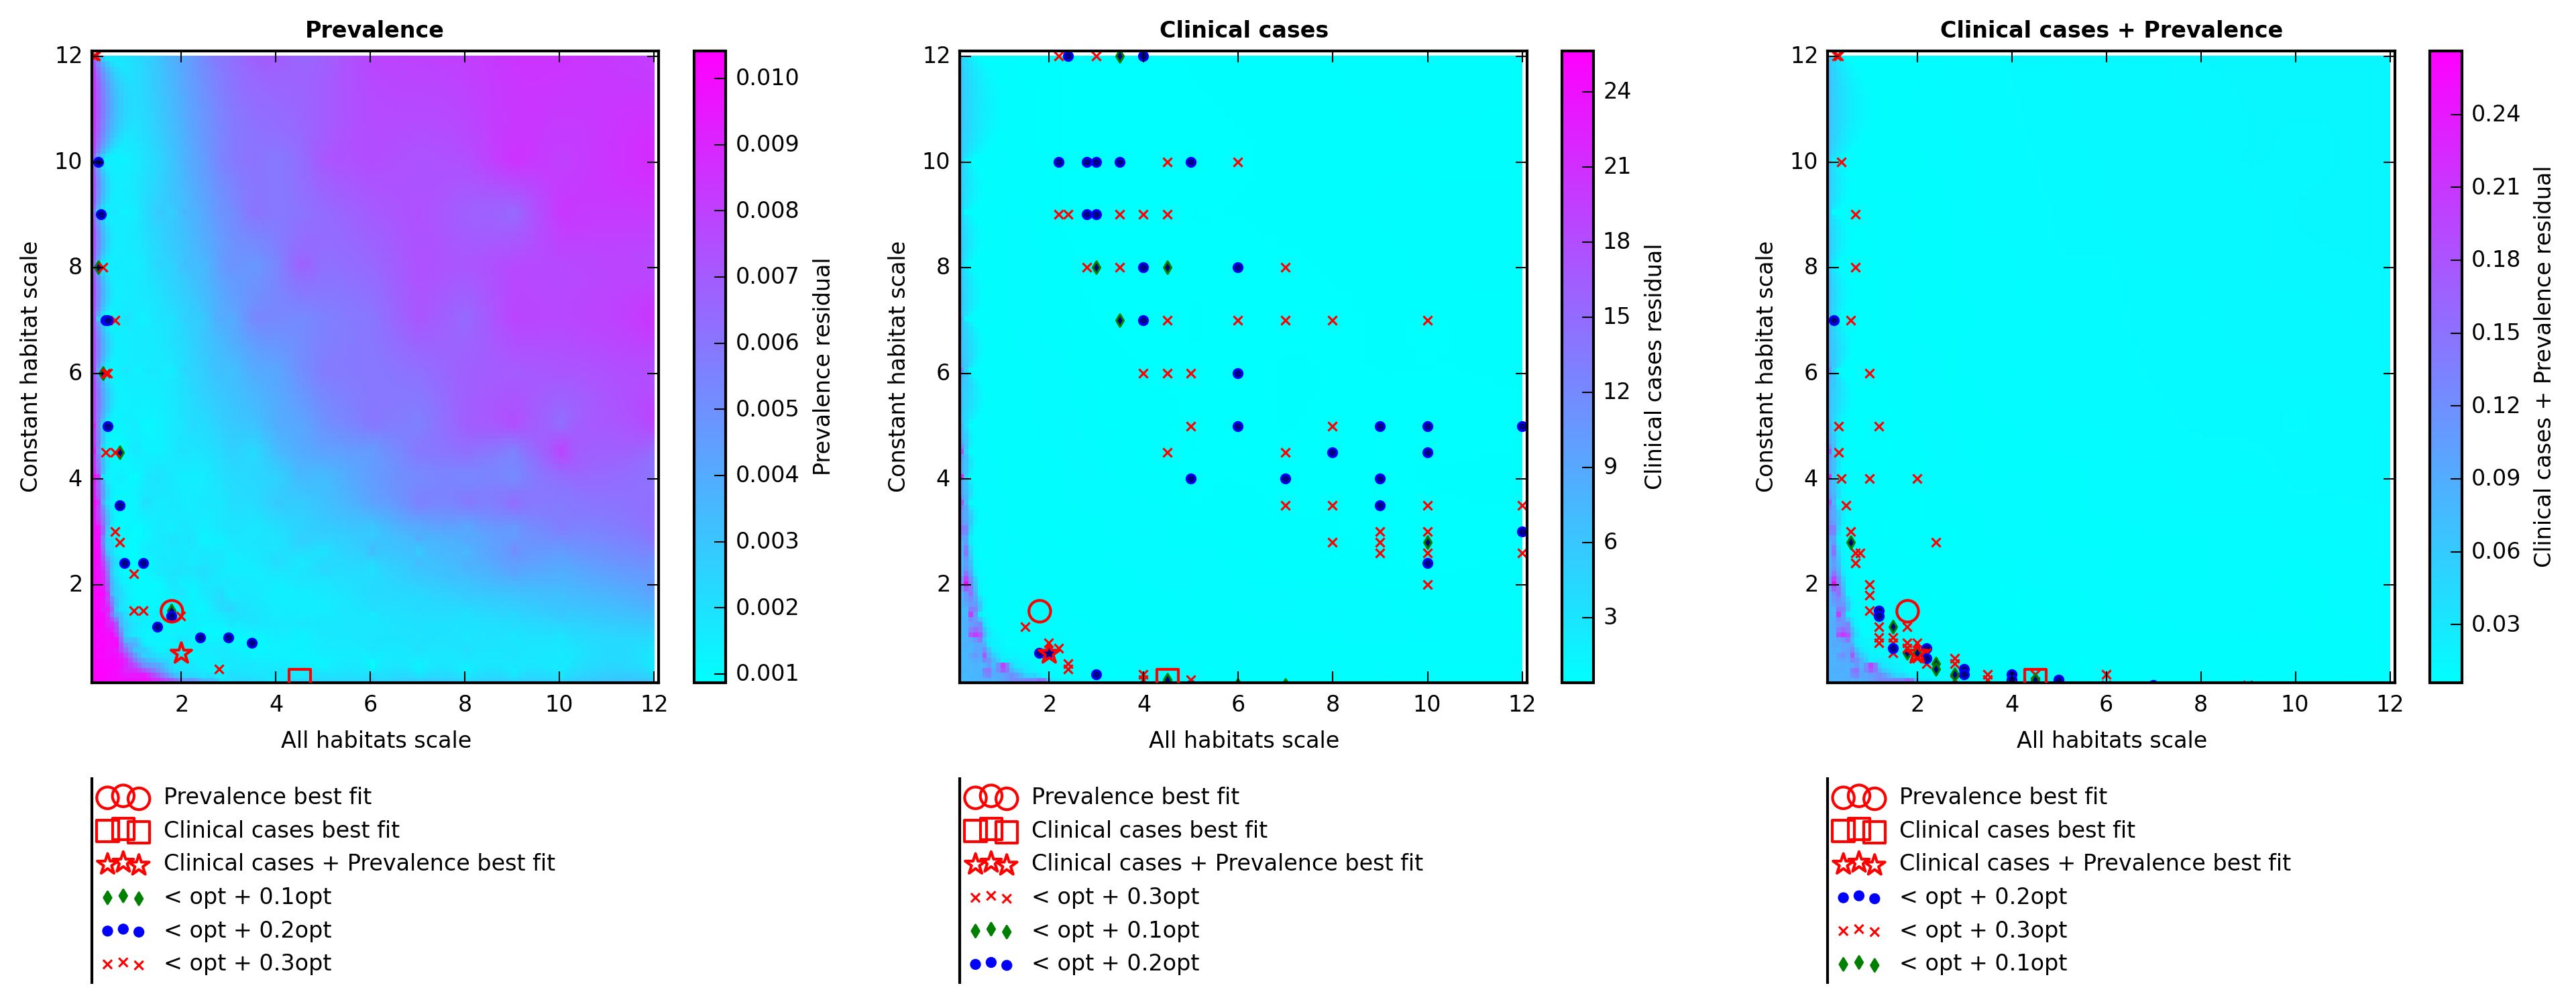 Prevalence
12
10
8
6
4
2
Constant habitat scale
2 4 6 8 10 12
All habitats scale
0.010
0.009
0.008
0.007
0.006
0.005
0.004
0.003
0.002
0.001
Prevalence residual
Prevalence best fit
Clinical cases best fit
Clinical cases + Prevalence best fit
< opt + 0.1opt
< opt + 0.2opt
< opt + 0.3opt
Clinical cases
12
10
8
6
4
2
Constant habitat scale
2 4 6 8 10 12
All habitats scale
24
21
18
15
12
9
6
3
Clinical cases residual
Prevalence best fit
Clinical cases best fit
Clinical cases + Prevalence best fit
< opt + 0.3opt
< opt + 0.1opt
< opt + 0.2opt
Clinical cases + Prevalence
12
10
8
6
4
2
Constant habitat scale
2 4 6 8 10 12
All habitats scale
0.24
0.21
0.18
0.15
0.12
0.09
0.06
0.03
Clinical cases + Prevalence residual
Prevalence best fit
Clinical cases best fit
Clinical cases + Prevalence best fit
< opt + 0.2opt
< opt + 0.3opt
< opt + 0.1opt